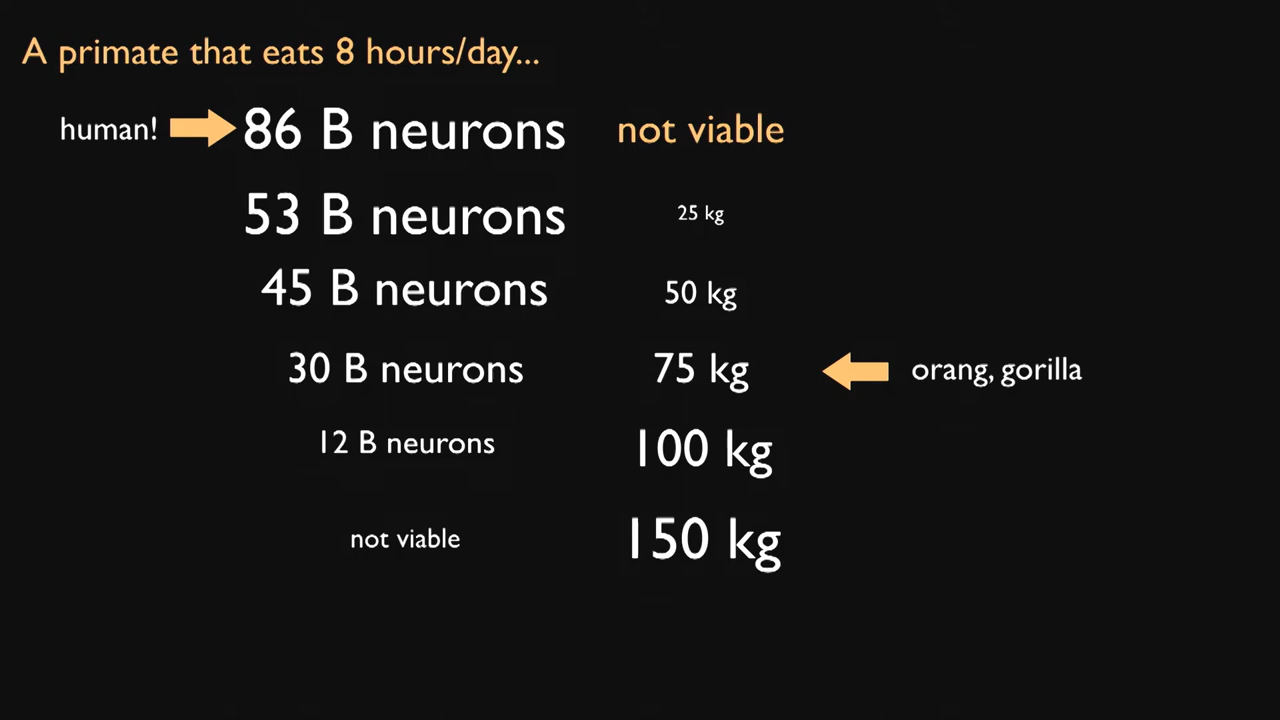 A primate that eats 8 hours/day...
human! 86 B neurons not viable
53 B neurons 25 kg
45 B neurons 50 kg
30 B neurons 75 kg orang, gorilla
12 B neurons 100 kg
not viable 150 kg